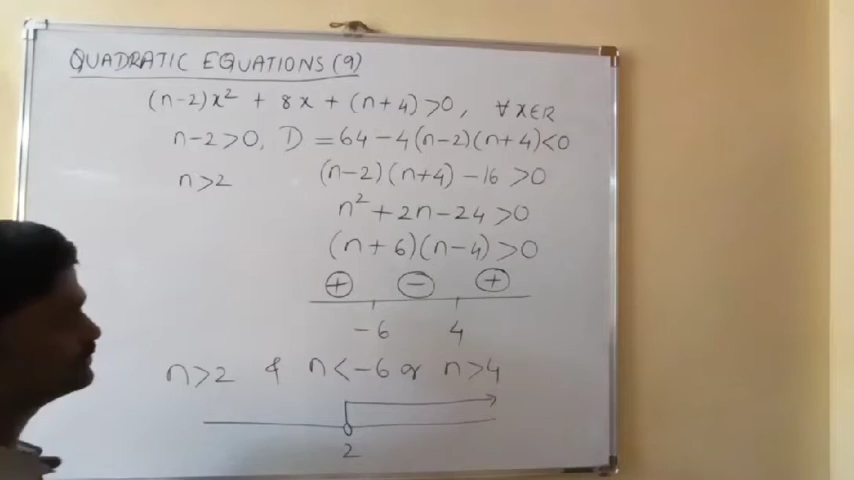 QUADRATIC EQUATIONS (9)
(n-2)x² + 8x + (n+4) >0, ∀ x∈R
n-2>0, D = 64 - 4(n-2)(n+4)<0
n>2 (n-2)(n+4) -16 >0
n² + 2n - 24 >0
(n+6)(n-4) >0
⊕ ⊖ ⊕
-6 4
n>2 & n<-6 or n>4
2